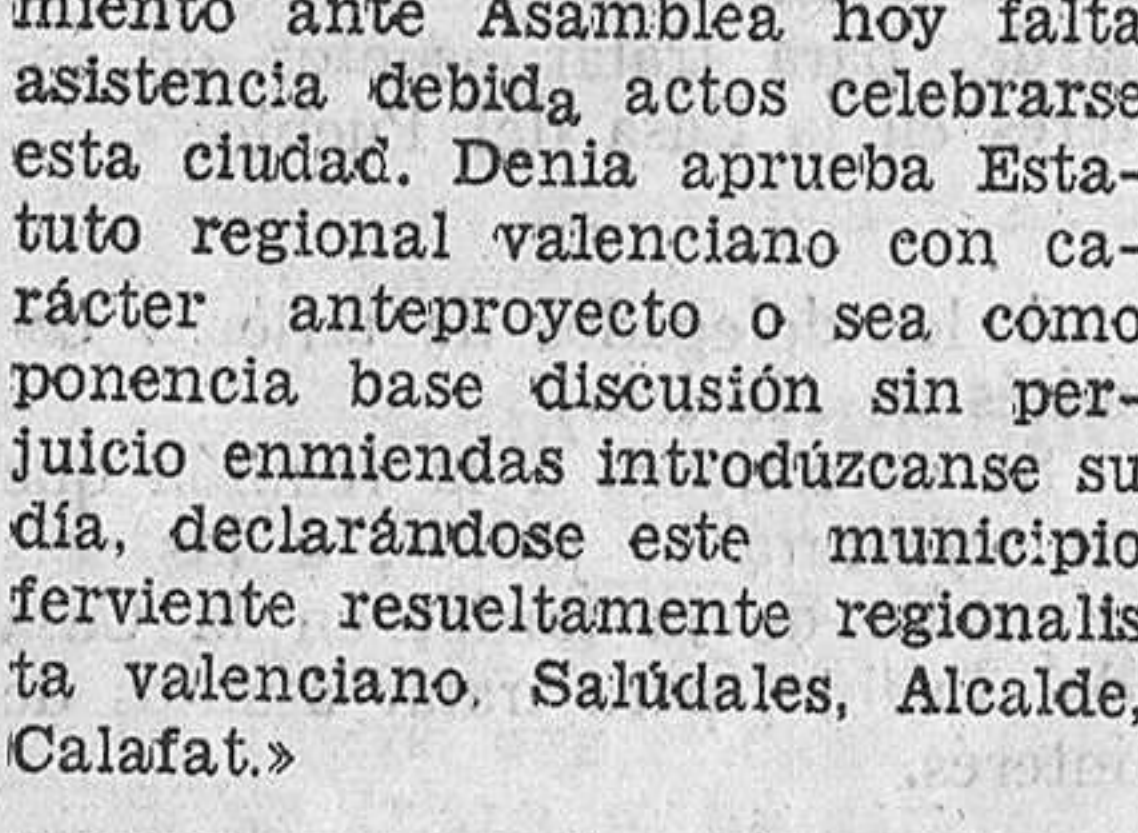 miento ante Asamblea hoy falta
asistencia debida actos celebrarse
esta ciudad. Denia aprueba Esta-
tuto regional valenciano con ca-
rácter anteproyecto o sea como
ponencia base discusión sin per-
juicio enmiendas introdúzcanse su
día, declarándose este municipio
ferviente resueltamente regionalis
ta valenciano. Salúdales, Alcalde,
Calafat.»